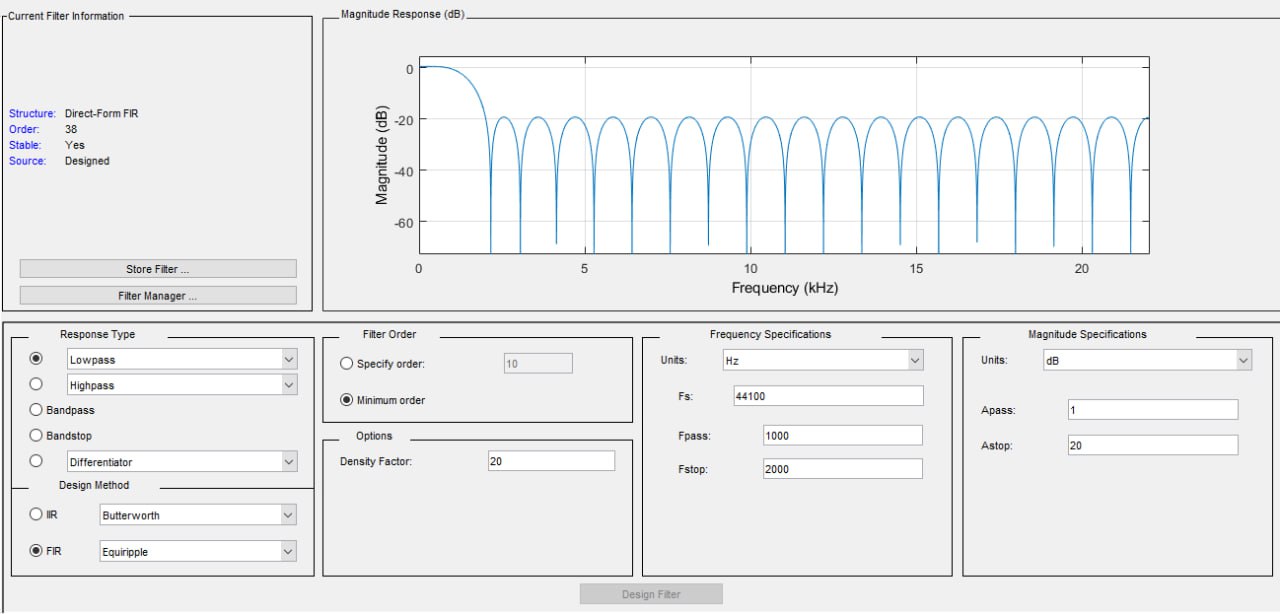 Current Filter Information
Structure: Direct-Form FIR
Order: 38
Stable: Yes
Source: Designed
Store Filter ...
Filter Manager ...
Magnitude Response (dB)
Magnitude (dB)
0
-20
-40
-60
0 5 10 15 20
Frequency (kHz)
Response Type
Lowpass
Highpass
Bandpass
Bandstop
Differentiator
Design Method
IIR Butterworth
FIR Equiripple
Filter Order
Specify order: 10
Minimum order
Options
Density Factor: 20
Frequency Specifications
Units: Hz
Fs: 44100
Fpass: 1000
Fstop: 2000
Magnitude Specifications
Units: dB
Apass: 1
Astop: 20
Design Filter